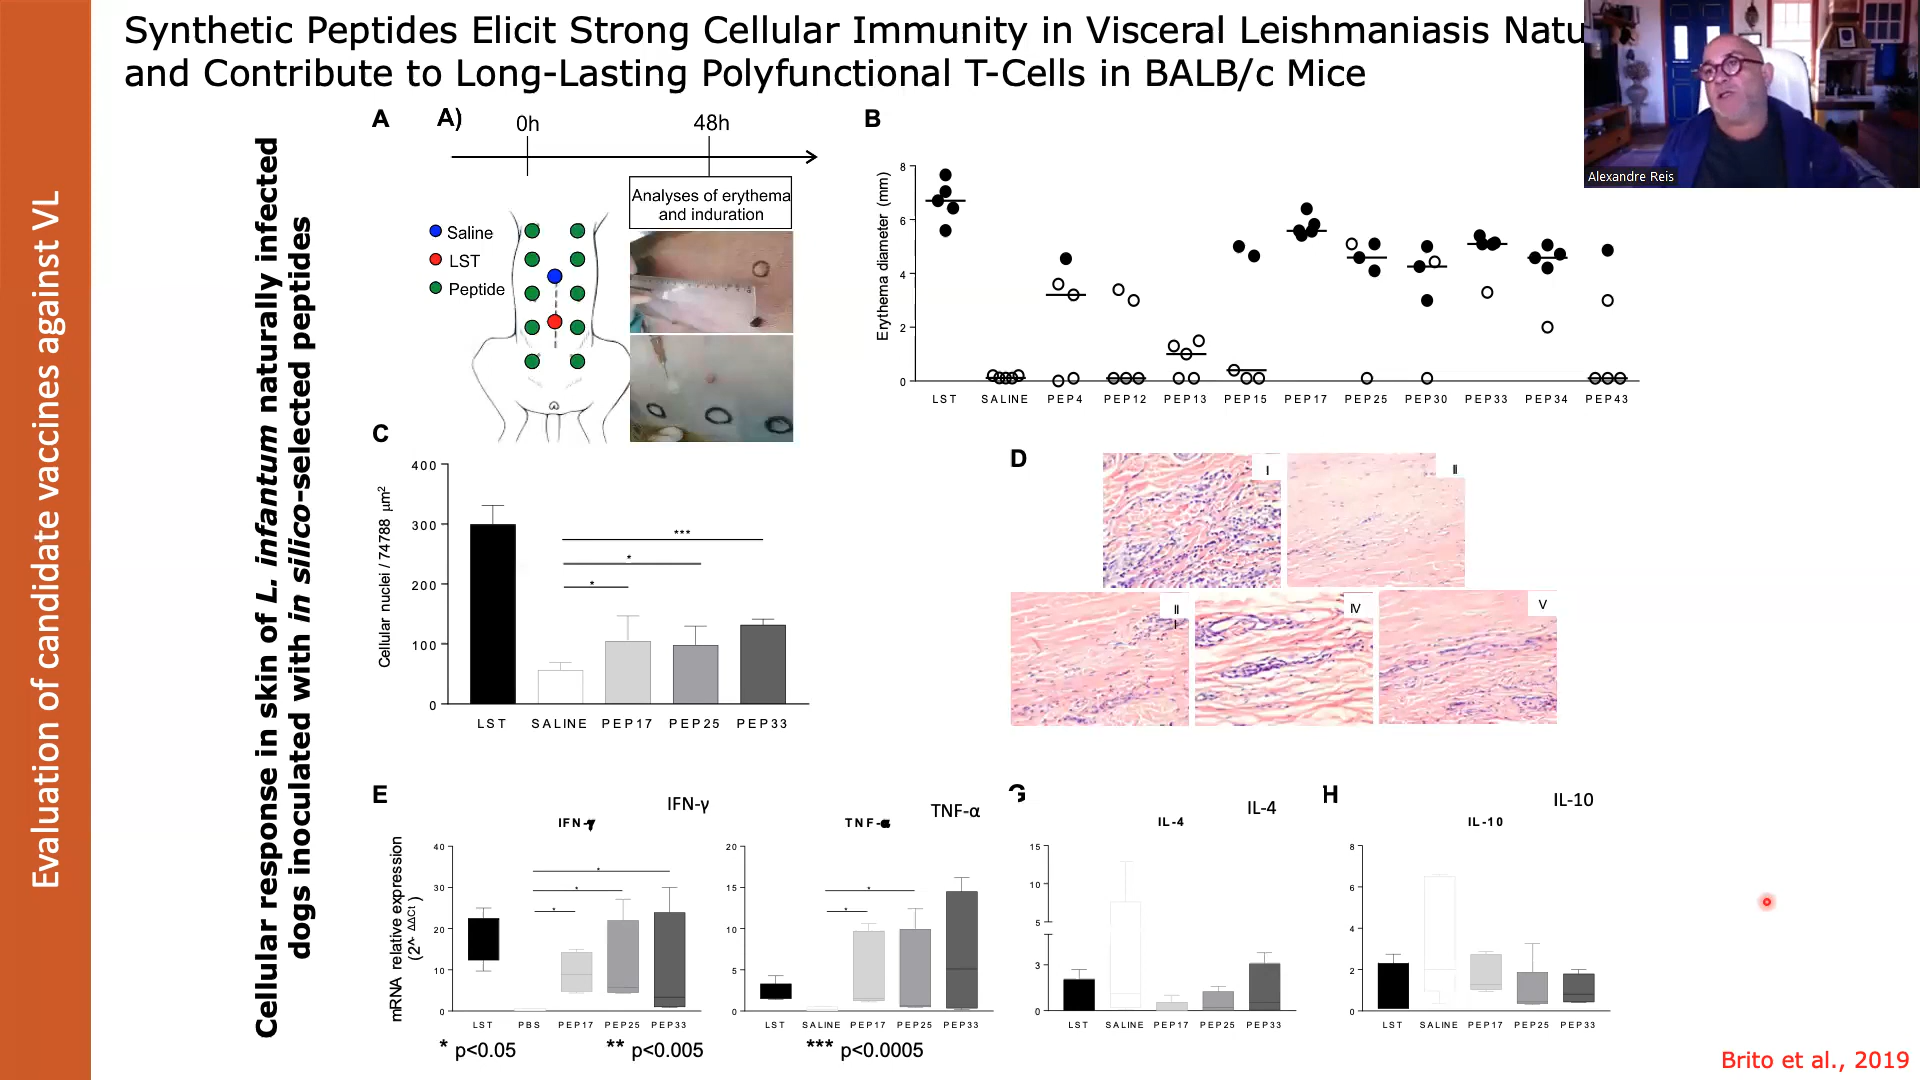 Synthetic Peptides Elicit Strong Cellular Immunity in Visceral Leishmaniasis Natu
and Contribute to Long-Lasting Polyfunctional T-Cells in BALB/c Mice
Alexandre Reis
Evaluation of candidate vaccines against VL
Cellular response in skin of L. infantum naturally infected
dogs inoculated with in silico-selected peptides
A
A)
0h
48h
Analyses of erythema
and induration
Saline
LST
Peptide
B
Erythema diameter (mm)
8
6
4
2
0
LST SALINE PEP4 PEP12 PEP13 PEP15 PEP17 PEP25 PEP30 PEP33 PEP34 PEP43
C
Cellular nuclei / 74788 μm²
400
300
200
100
0
***
*
*
LST SALINE PEP17 PEP25 PEP33
D
I
II
II
I
IV
V
E
IFN-γ
IFN-γ
mRNA relative expression
(2^- ΔΔCt )
40
30
20
10
0
*
*
*
LST PBS PEP17 PEP25 PEP33
TNF-α
TNF-α
20
15
10
5
0
*
*
LST SALINE PEP17 PEP25 PEP33
G
IL-4
IL-4
15
10
5
3
0
LST SALINE PEP17 PEP25 PEP33
H
IL-10
IL-10
8
6
4
2
0
LST SALINE PEP17 PEP25 PEP33
* p<0.05
** p<0.005
*** p<0.0005
Brito et al., 2019